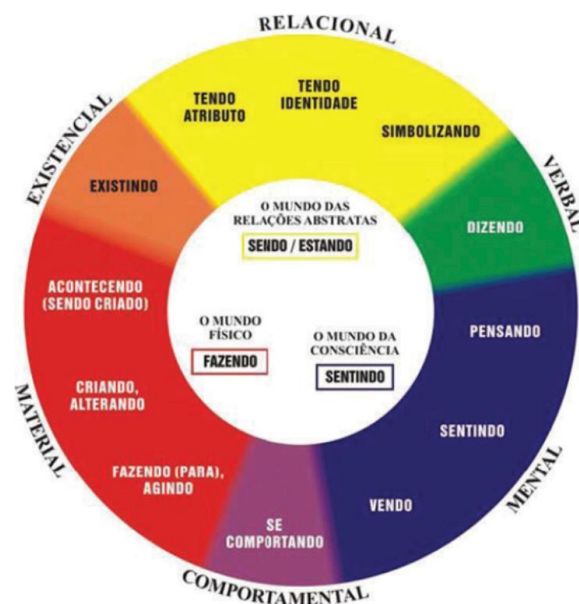 RELACIONAL
TENDO
ATRIBUTO
TENDO
IDENTIDADE
SIMBOLIZANDO
EXISTENCIAL
EXISTINDO
VERBAL
DIZENDO
O MUNDO DAS
RELAÇÕES ABSTRATAS
SENDO / ESTANDO
ACONTECENDO
(SENDO CRIADO)
PENSANDO
O MUNDO
FÍSICO
FAZENDO
O MUNDO DA
CONSCIÊNCIA
SENTINDO
CRIANDO,
ALTERANDO
SENTINDO
MATERIAL
FAZENDO (PARA),
AGINDO
VENDO
MENTAL
SE
COMPORTANDO
COMPORTAMENTAL